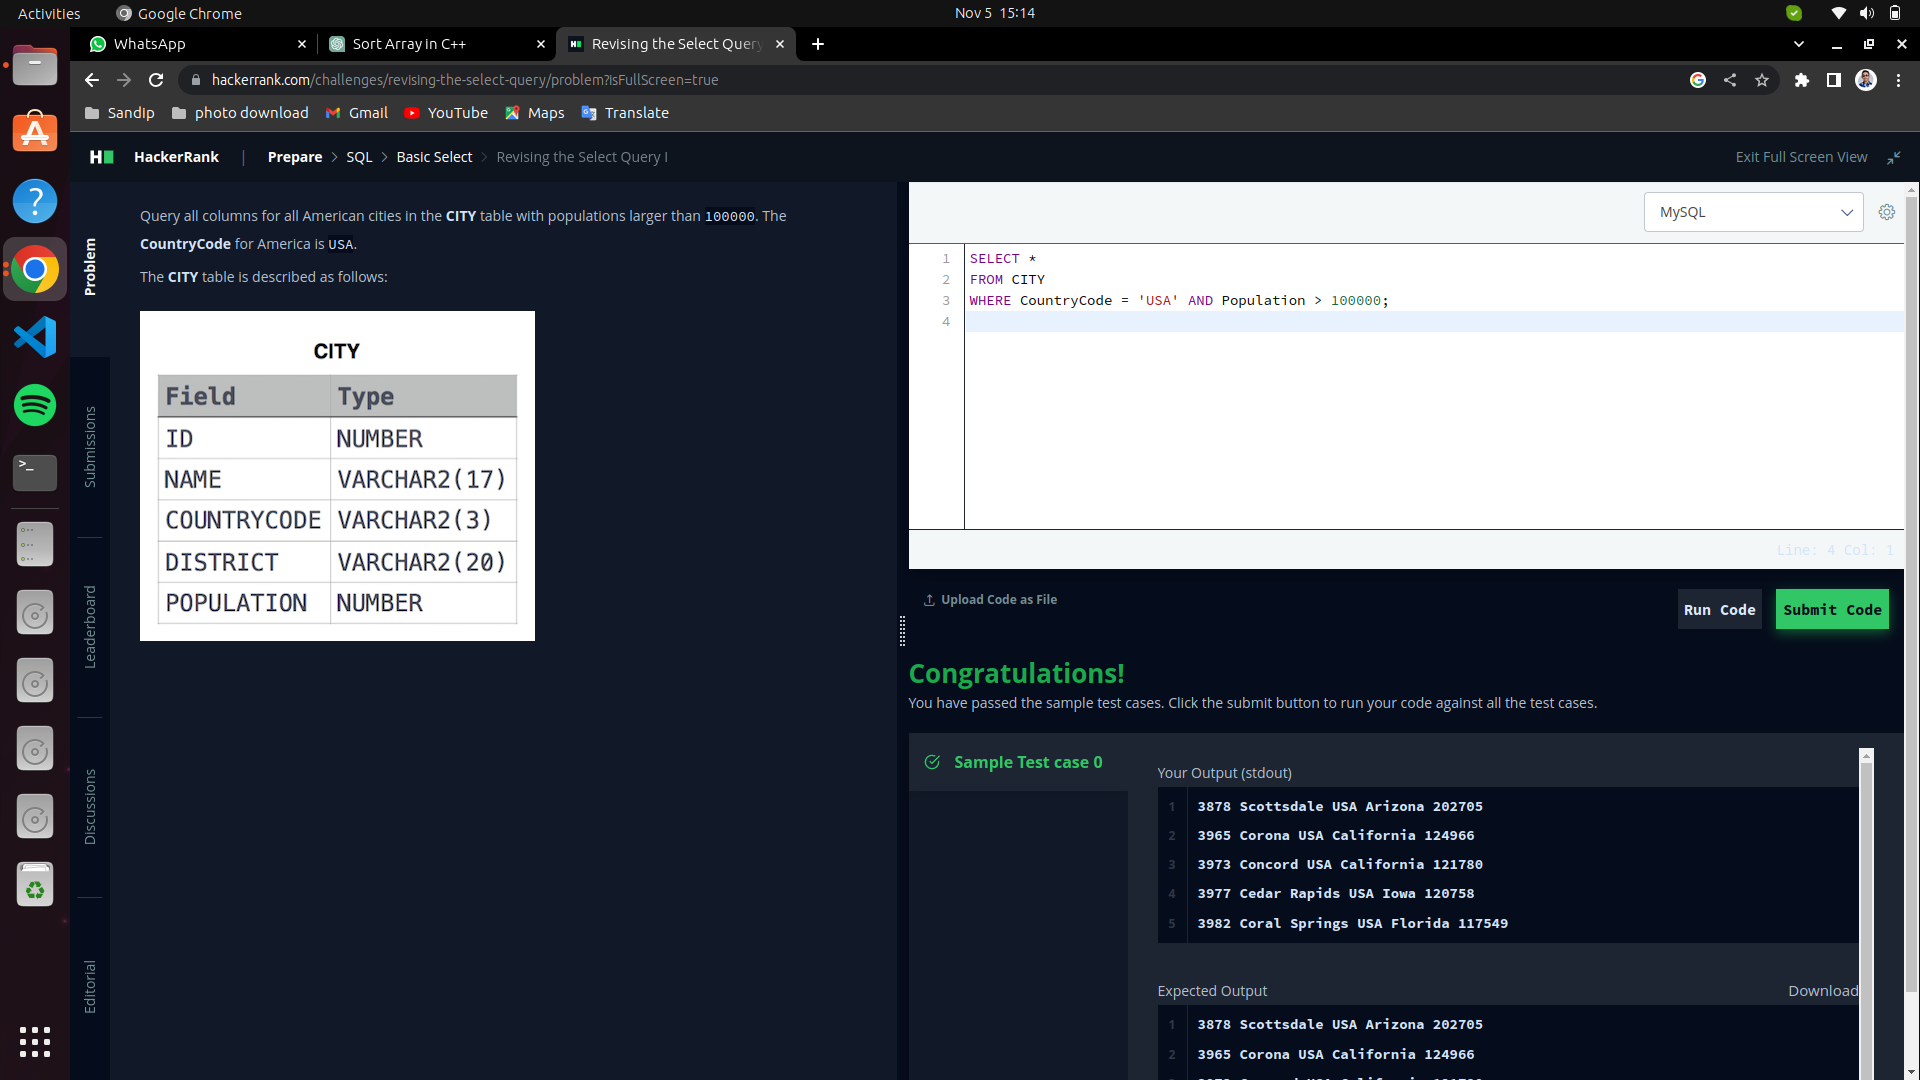 Activities
Google Chrome
Nov 5 15:14
WhatsApp
Sort Array in C++
Revising the Select Query
hackerrank.com/challenges/revising-the-select-query/problem?isFullScreen=true
Sandip
photo download
Gmail
YouTube
Maps
Translate
HackerRank
Prepare
SQL
Basic Select
Revising the Select Query I
Exit Full Screen View
Problem
Submissions
Leaderboard
Discussions
Editorial
Query all columns for all American cities in the CITY table with populations larger than 100000. The
CountryCode for America is USA.
The CITY table is described as follows:
CITY
Field Type
ID NUMBER
NAME VARCHAR2(17)
COUNTRYCODE VARCHAR2(3)
DISTRICT VARCHAR2(20)
POPULATION NUMBER
MySQL
1 SELECT *
2 FROM CITY
3 WHERE CountryCode = 'USA' AND Population > 100000;
4
Line: 4 Col: 1
Upload Code as File
Run Code
Submit Code
Congratulations!
You have passed the sample test cases. Click the submit button to run your code against all the test cases.
Sample Test case 0
Your Output (stdout)
1 3878 Scottsdale USA Arizona 202705
2 3965 Corona USA California 124966
3 3973 Concord USA California 121780
4 3977 Cedar Rapids USA Iowa 120758
5 3982 Coral Springs USA Florida 117549
Expected Output
Download
1 3878 Scottsdale USA Arizona 202705
2 3965 Corona USA California 124966